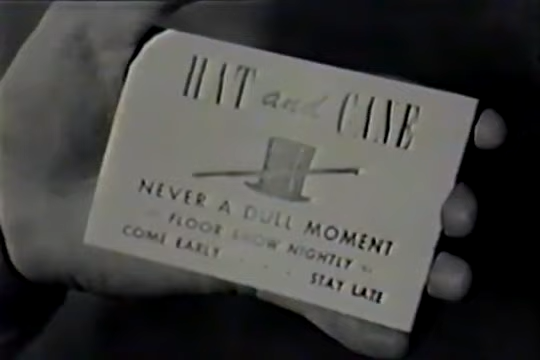 HAT and CANE
NEVER A DULL MOMENT
FLOOR SHOW NIGHTLY
COME EARLY
STAY LATE